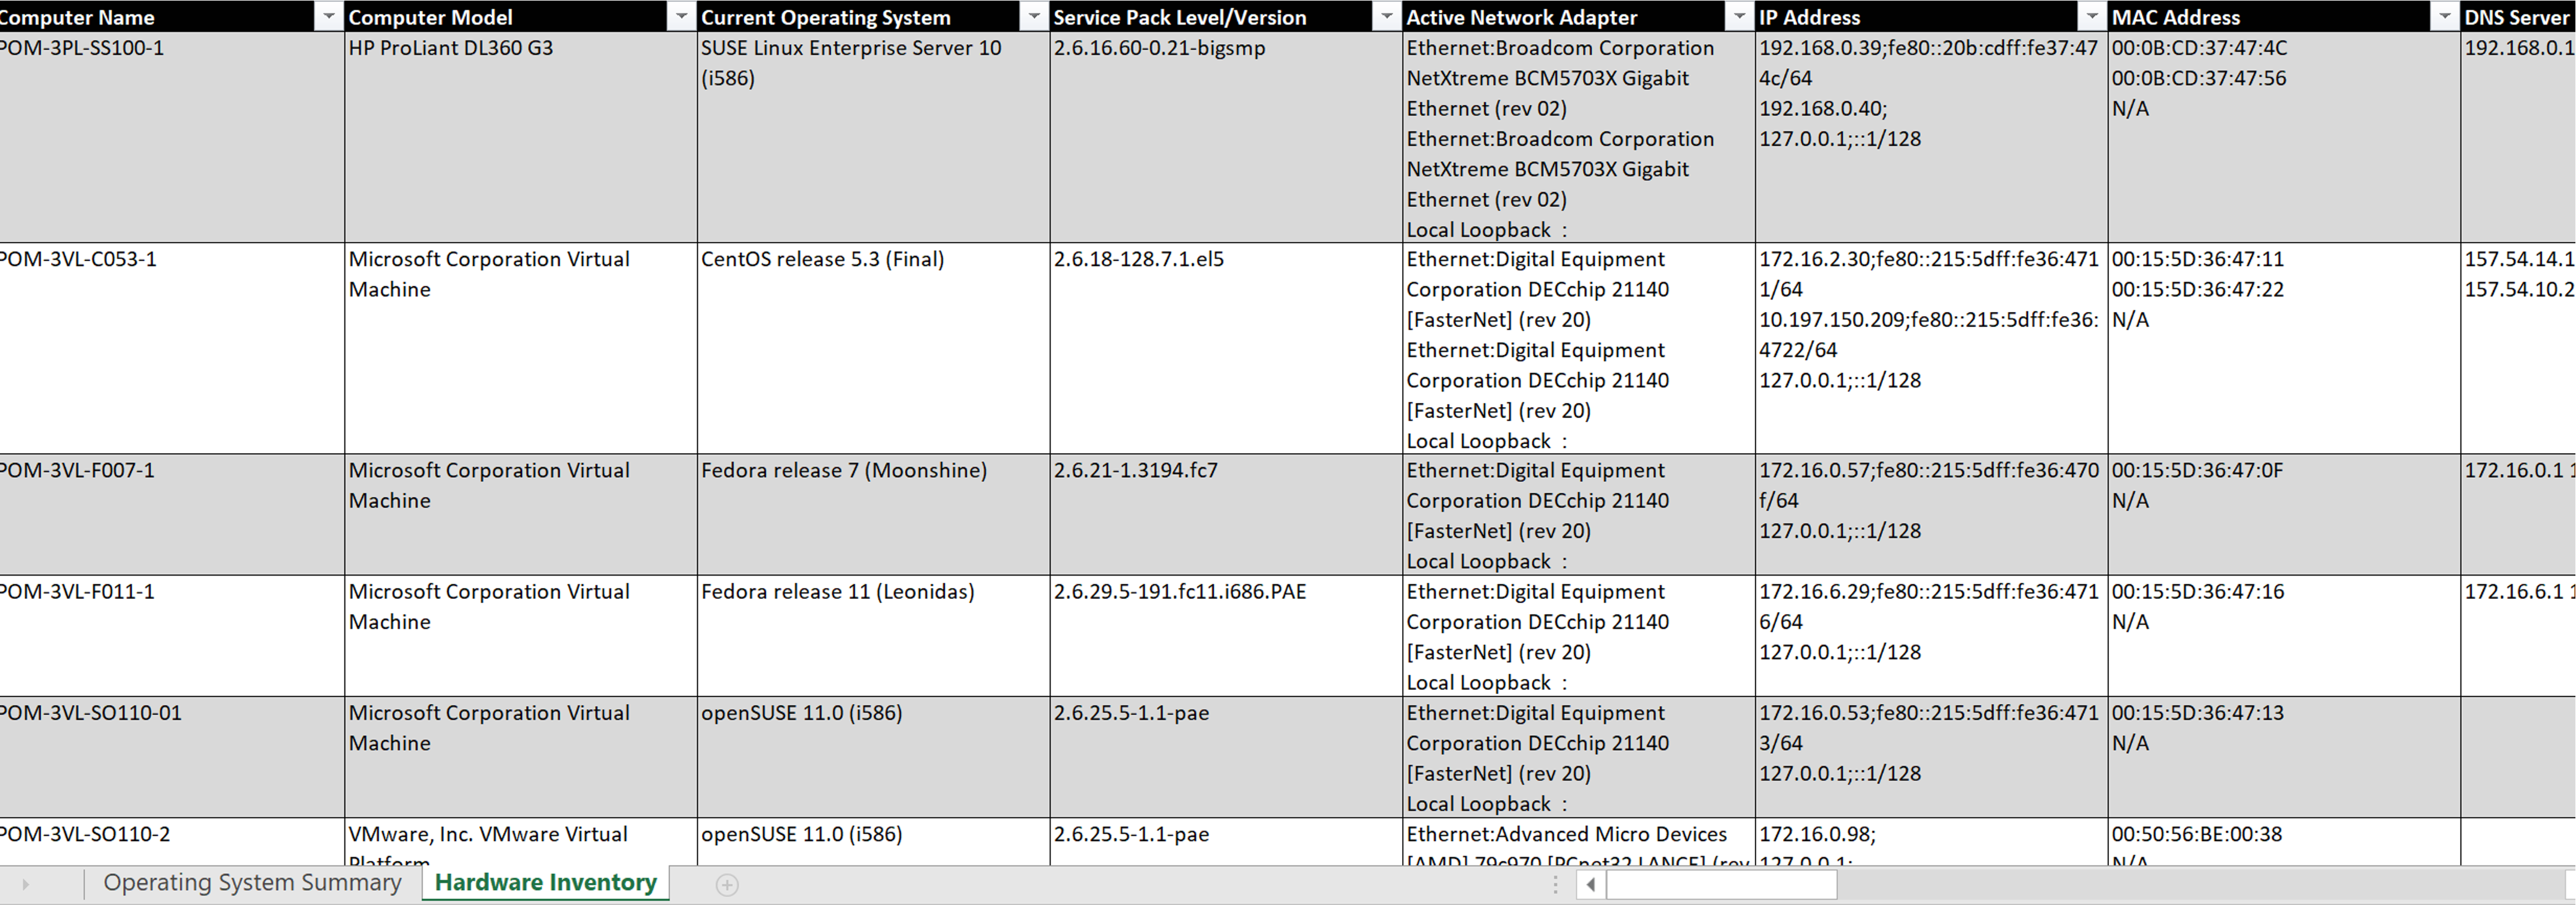 Computer Name Computer Model Current Operating System Service Pack Level/Version Active Network Adapter IP Address MAC Address DNS Server
POM-3PL-SS100-1
HP ProLiant DL360 G3
SUSE Linux Enterprise Server 10
(i586)
2.6.16.60-0.21-bigsmp
Ethernet:Broadcom Corporation
NetXtreme BCM5703X Gigabit
Ethernet (rev 02)
Ethernet:Broadcom Corporation
NetXtreme BCM5703X Gigabit
Ethernet (rev 02)
Local Loopback  :
192.168.0.39;fe80::20b:cdff:fe37:47
4c/64
192.168.0.40;
127.0.0.1;::1/128
00:0B:CD:37:47:4C
00:0B:CD:37:47:56
N/A
192.168.0.1
POM-3VL-C053-1
Microsoft Corporation Virtual
Machine
CentOS release 5.3 (Final)
2.6.18-128.7.1.el5
Ethernet:Digital Equipment
Corporation DECchip 21140
[FasterNet] (rev 20)
Ethernet:Digital Equipment
Corporation DECchip 21140
[FasterNet] (rev 20)
Local Loopback  :
172.16.2.30;fe80::215:5dff:fe36:471
1/64
10.197.150.209;fe80::215:5dff:fe36:
4722/64
127.0.0.1;::1/128
00:15:5D:36:47:11
00:15:5D:36:47:22
N/A
157.54.14.1
157.54.10.2
POM-3VL-F007-1
Microsoft Corporation Virtual
Machine
Fedora release 7 (Moonshine)
2.6.21-1.3194.fc7
Ethernet:Digital Equipment
Corporation DECchip 21140
[FasterNet] (rev 20)
Local Loopback  :
172.16.0.57;fe80::215:5dff:fe36:470
f/64
127.0.0.1;::1/128
00:15:5D:36:47:0F
N/A
172.16.0.1 1
POM-3VL-F011-1
Microsoft Corporation Virtual
Machine
Fedora release 11 (Leonidas)
2.6.29.5-191.fc11.i686.PAE
Ethernet:Digital Equipment
Corporation DECchip 21140
[FasterNet] (rev 20)
Local Loopback  :
172.16.6.29;fe80::215:5dff:fe36:471
6/64
127.0.0.1;::1/128
00:15:5D:36:47:16
N/A
172.16.6.1 1
POM-3VL-SO110-01
Microsoft Corporation Virtual
Machine
openSUSE 11.0 (i586)
2.6.25.5-1.1-pae
Ethernet:Digital Equipment
Corporation DECchip 21140
[FasterNet] (rev 20)
Local Loopback  :
172.16.0.53;fe80::215:5dff:fe36:471
3/64
127.0.0.1;::1/128
00:15:5D:36:47:13
N/A
POM-3VL-SO110-2
VMware, Inc. VMware Virtual
Platform
openSUSE 11.0 (i586)
2.6.25.5-1.1-pae
Ethernet:Advanced Micro Devices
[AMD] 79c970 [PCnet32 LANCE] (rev
172.16.0.98;
127.0.0.1;
00:50:56:BE:00:38
N/A
Operating System Summary Hardware Inventory